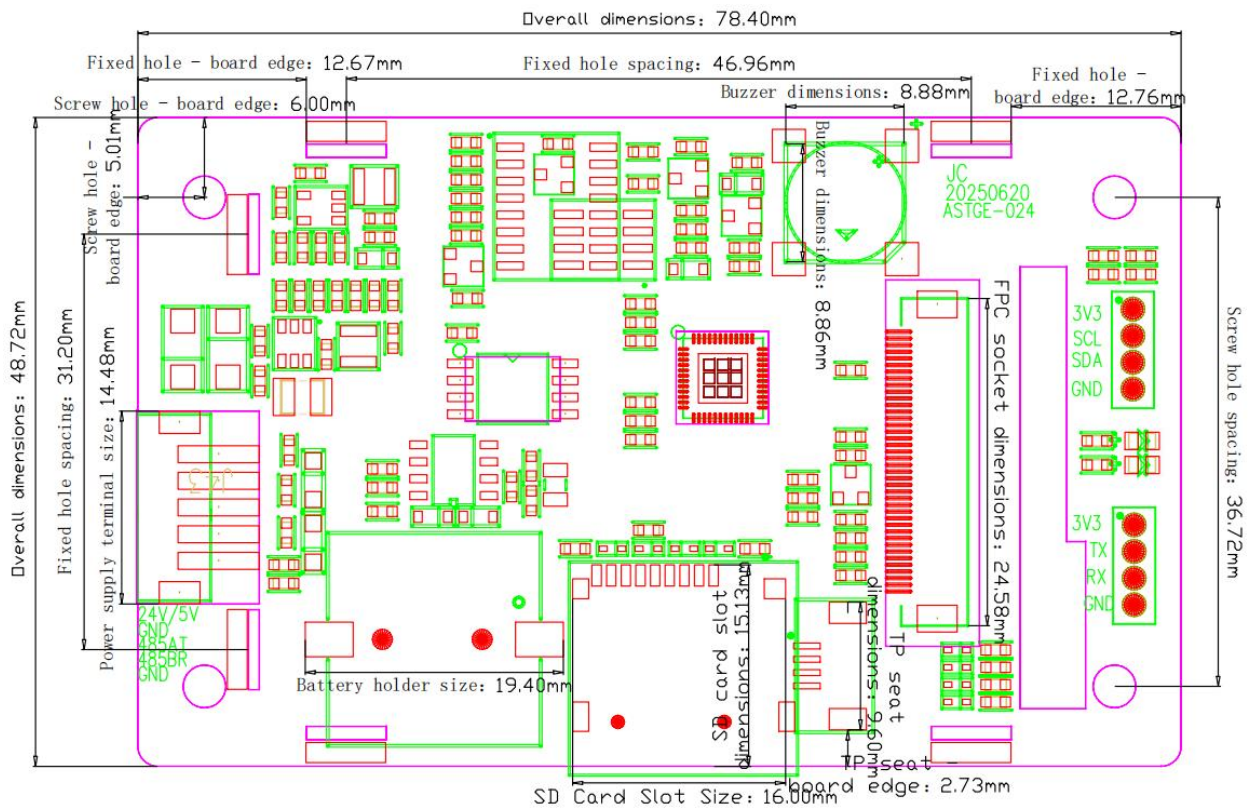 Overall dimensions: 78.40mm
Fixed hole - board edge: 12.67mm
Fixed hole spacing: 46.96mm
Fixed hole -
board edge: 12.76mm
Screw hole - board edge: 6.00mm
Buzzer dimensions: 8.88mm
Screw hole -
board edge: 5.01mm
Buzzer dimensions: 8.86mm
JC
20250620
ASTGE-024
Overall dimensions: 48.72mm
Fixed hole spacing: 31.20mm
Power supply terminal size: 14.48mm
FPC socket dimensions: 24.58mm
Screw hole spacing: 36.72mm
3V3
SCL
SDA
GND
3V3
TX
RX
GND
24V/5V
GND
485AI
485BR
GND
Battery holder size: 19.40mm
SD card slot
dimensions: 15.13mm
TP seat
dimensions: 9.60mm
TP seat -
board edge: 2.73mm
SD Card Slot Size: 16.00mm